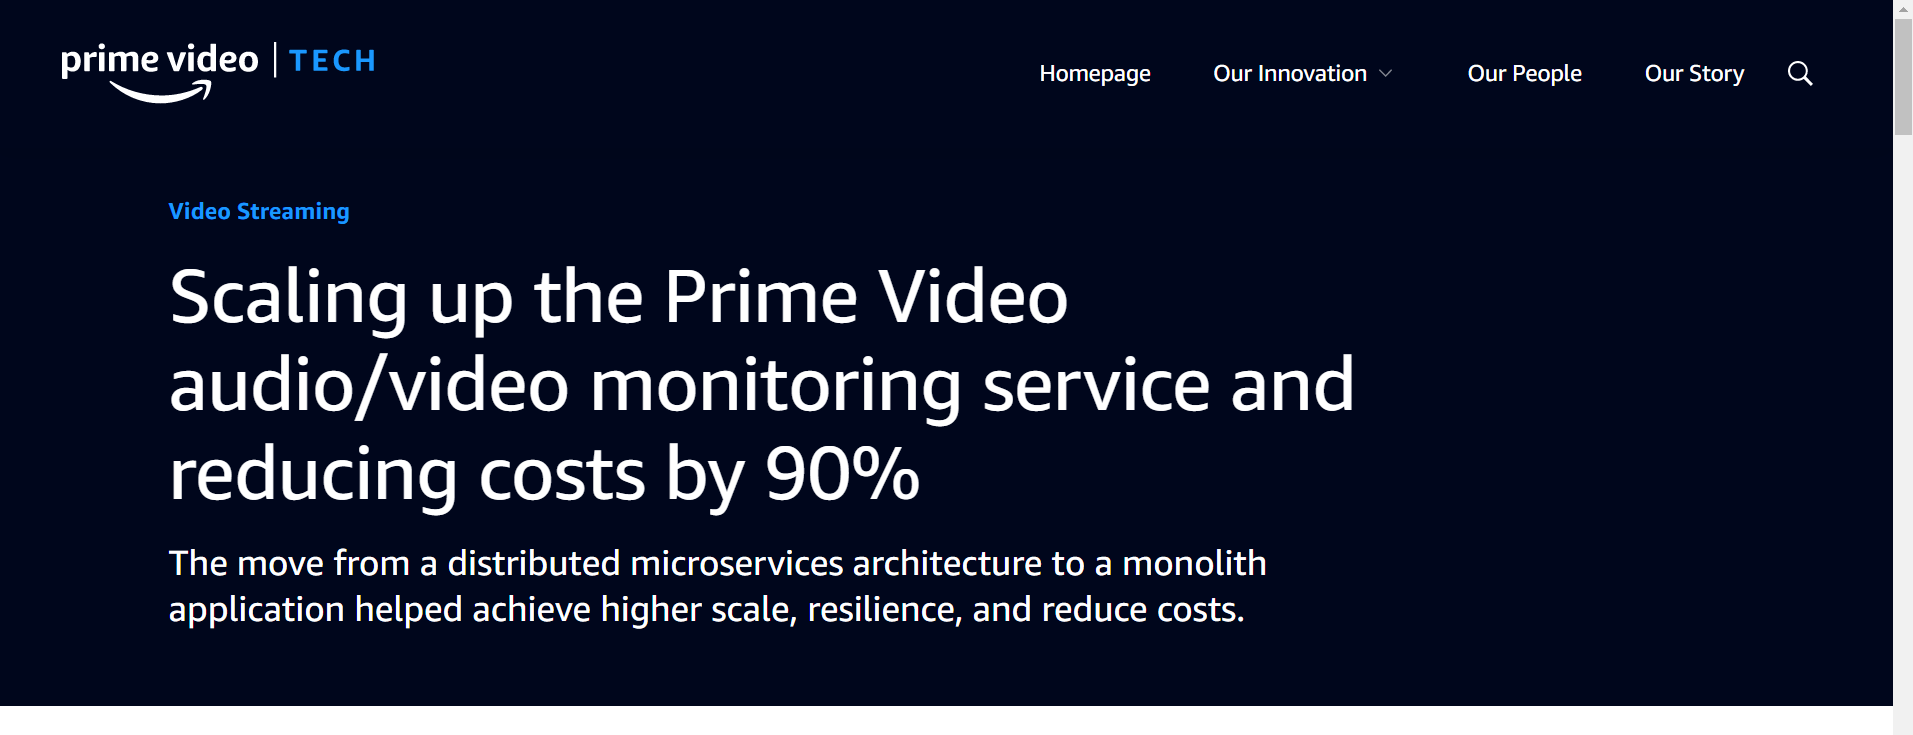 prime video | TECH
Homepage
Our Innovation
Our People
Our Story
Video Streaming
Scaling up the Prime Video
audio/video monitoring service and
reducing costs by 90%
The move from a distributed microservices architecture to a monolith
application helped achieve higher scale, resilience, and reduce costs.